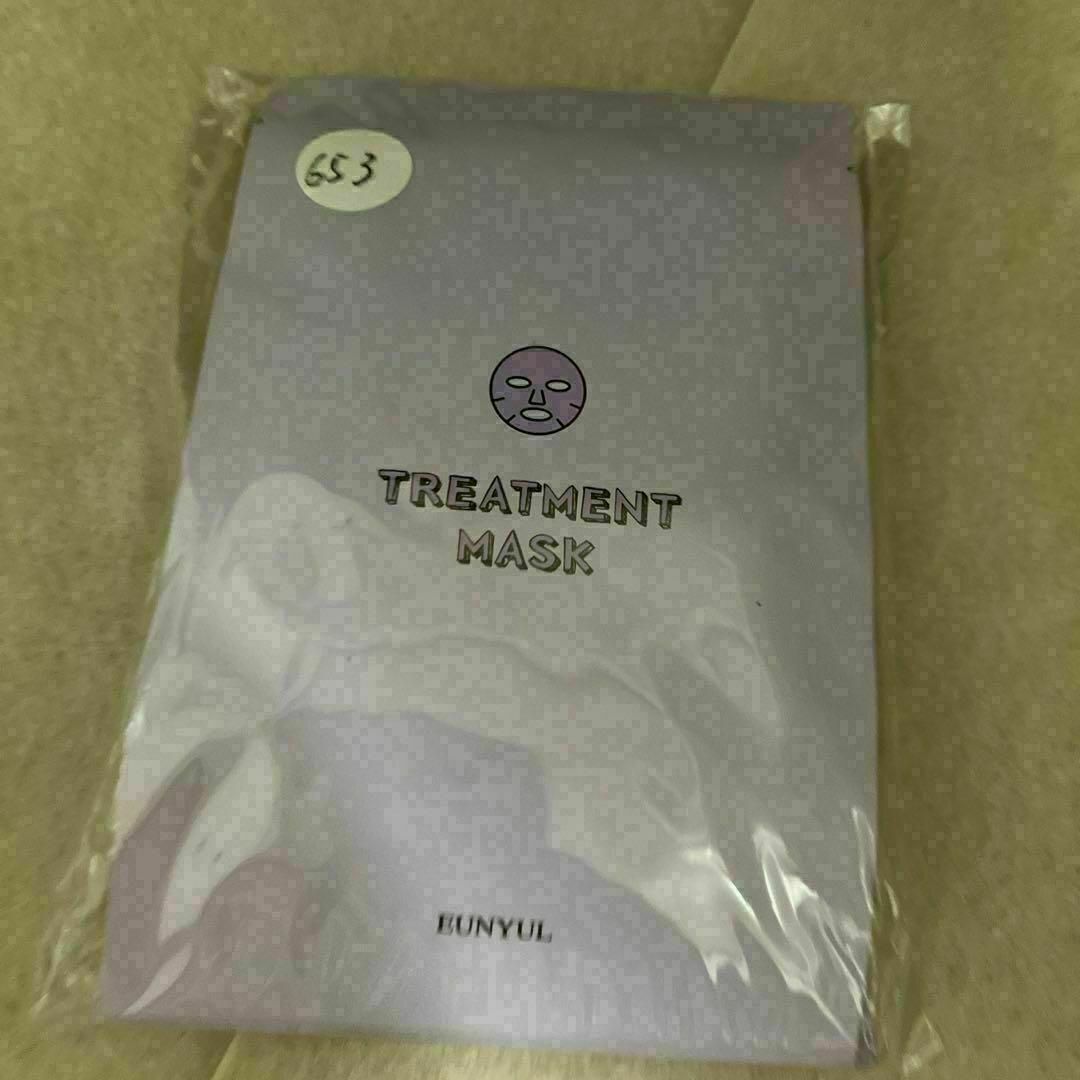 653
TREATMENT
MASK
EUNYUL